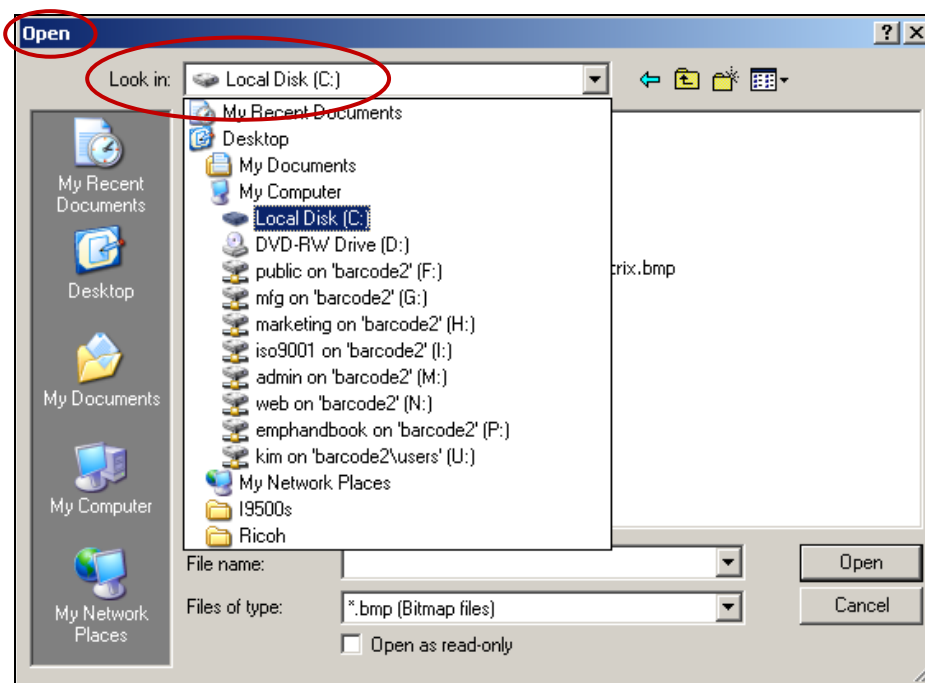 Open
Look in: Local Disk (C:)
My Recent Documents
Desktop
My Documents
My Computer
Local Disk (C:)
DVD-RW Drive (D:)
public on 'barcode2' (F:)
mfg on 'barcode2' (G:)
marketing on 'barcode2' (H:)
iso9001 on 'barcode2' (I:)
admin on 'barcode2' (M:)
web on 'barcode2' (N:)
emphandbook on 'barcode2' (P:)
kim on 'barcode2\users' (U:)
My Network Places
I9500s
Ricoh
trix.bmp
My Recent
Documents
Desktop
My Documents
My Computer
My Network
Places
File name:
Open
Files of type: *.bmp (Bitmap files)
Cancel
Open as read-only